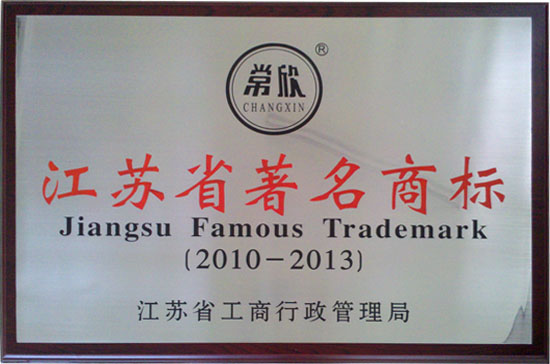 常欣®
CHANGXIN
江苏省著名商标
Jiangsu Famous Trademark
(2010-2013)
江苏省工商行政管理局